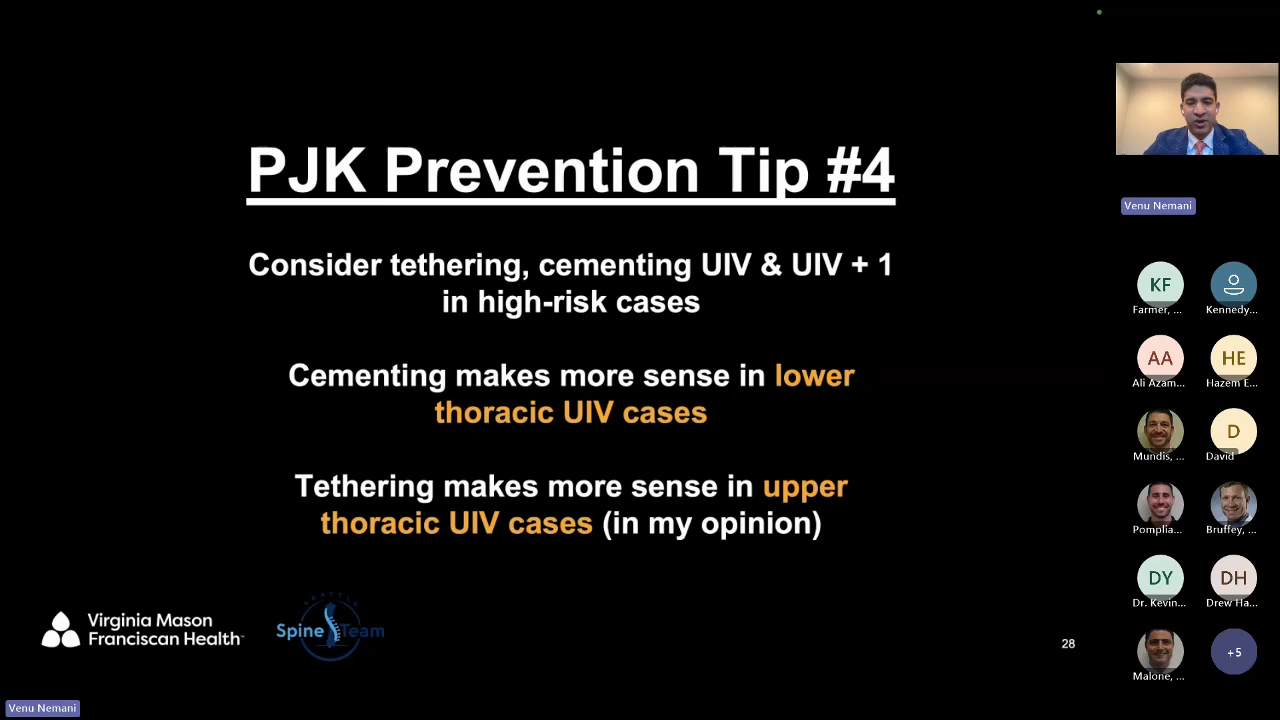 PJK Prevention Tip #4
Consider tethering, cementing UIV & UIV + 1
in high-risk cases
Cementing makes more sense in lower
thoracic UIV cases
Tethering makes more sense in upper
thoracic UIV cases (in my opinion)
Virginia Mason
Franciscan Health
SEATTLE
Spine Team
28
Venu Nemani
Venu Nemani
KF
Farmer, ...
Kennedy...
AA
Ali Azam...
HE
Hazem E...
Mundis, ...
D
David
Pomplia...
Bruffey, ...
DY
Dr. Kevin...
DH
Drew Ha...
Malone, ...
+5